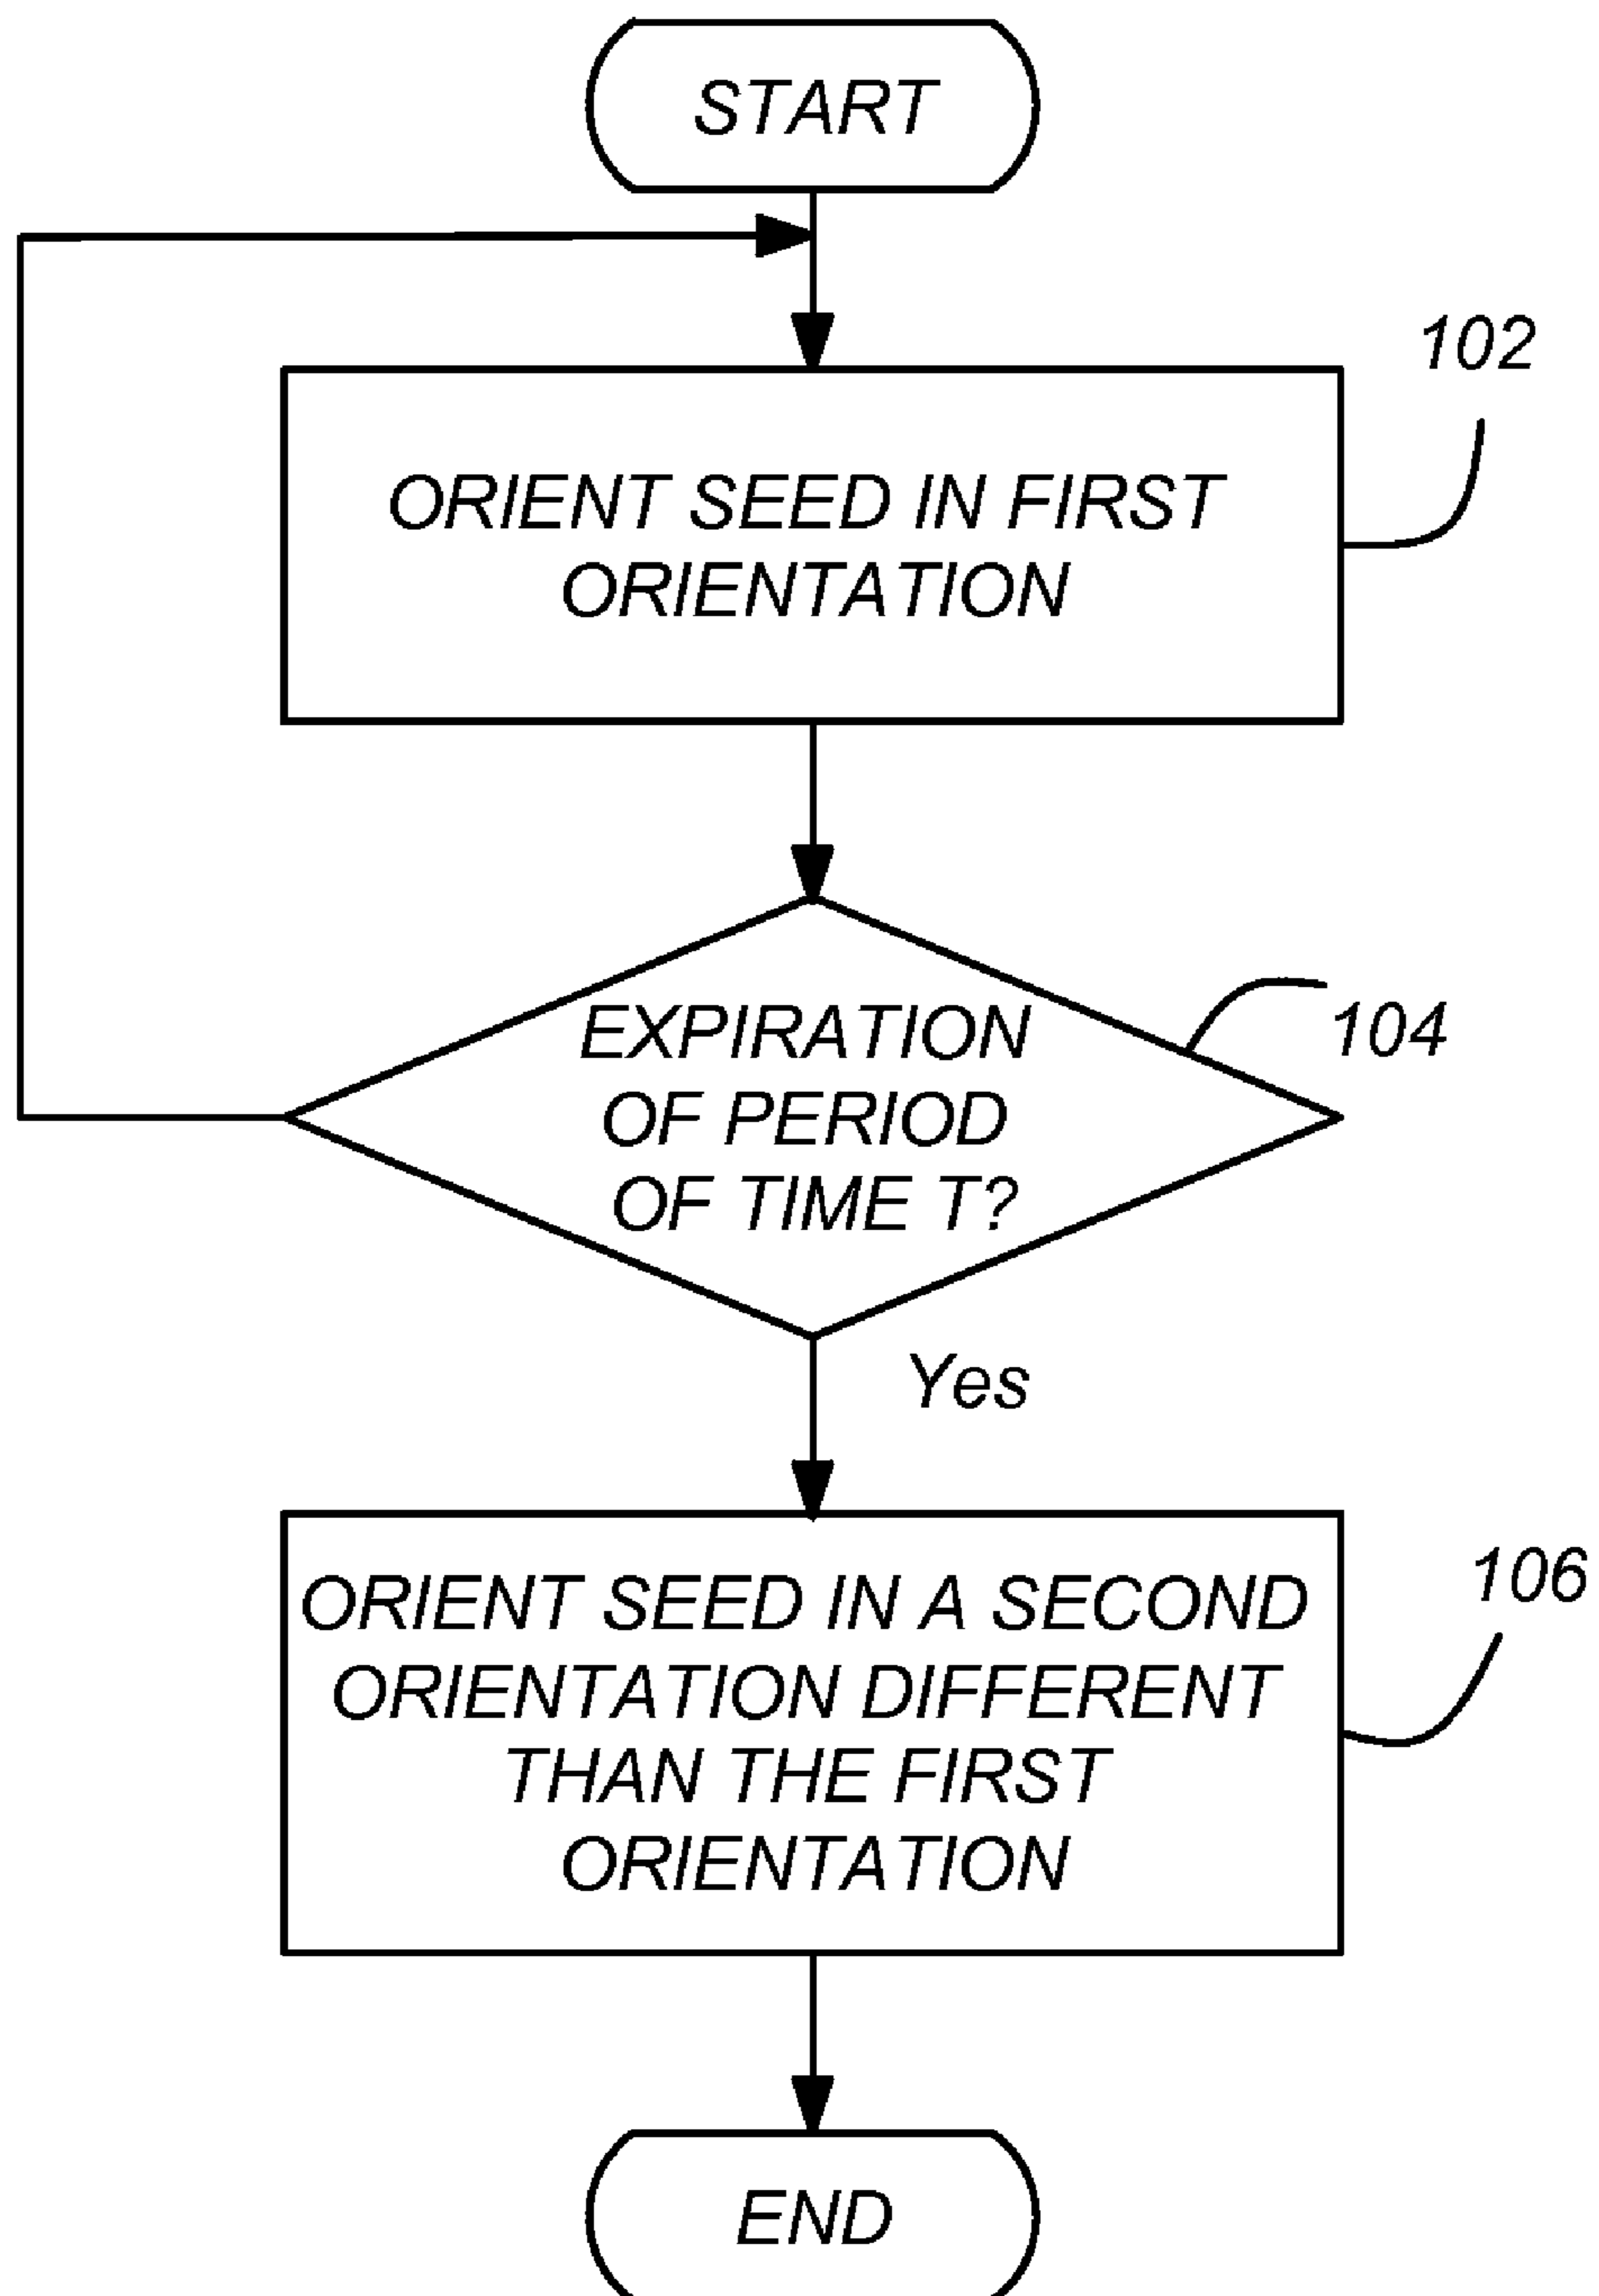 START
102
ORIENT SEED IN FIRST
ORIENTATION
104
EXPIRATION
OF PERIOD
OF TIME T?
Yes
106
ORIENT SEED IN A SECOND
ORIENTATION DIFFERENT
THAN THE FIRST
ORIENTATION
END